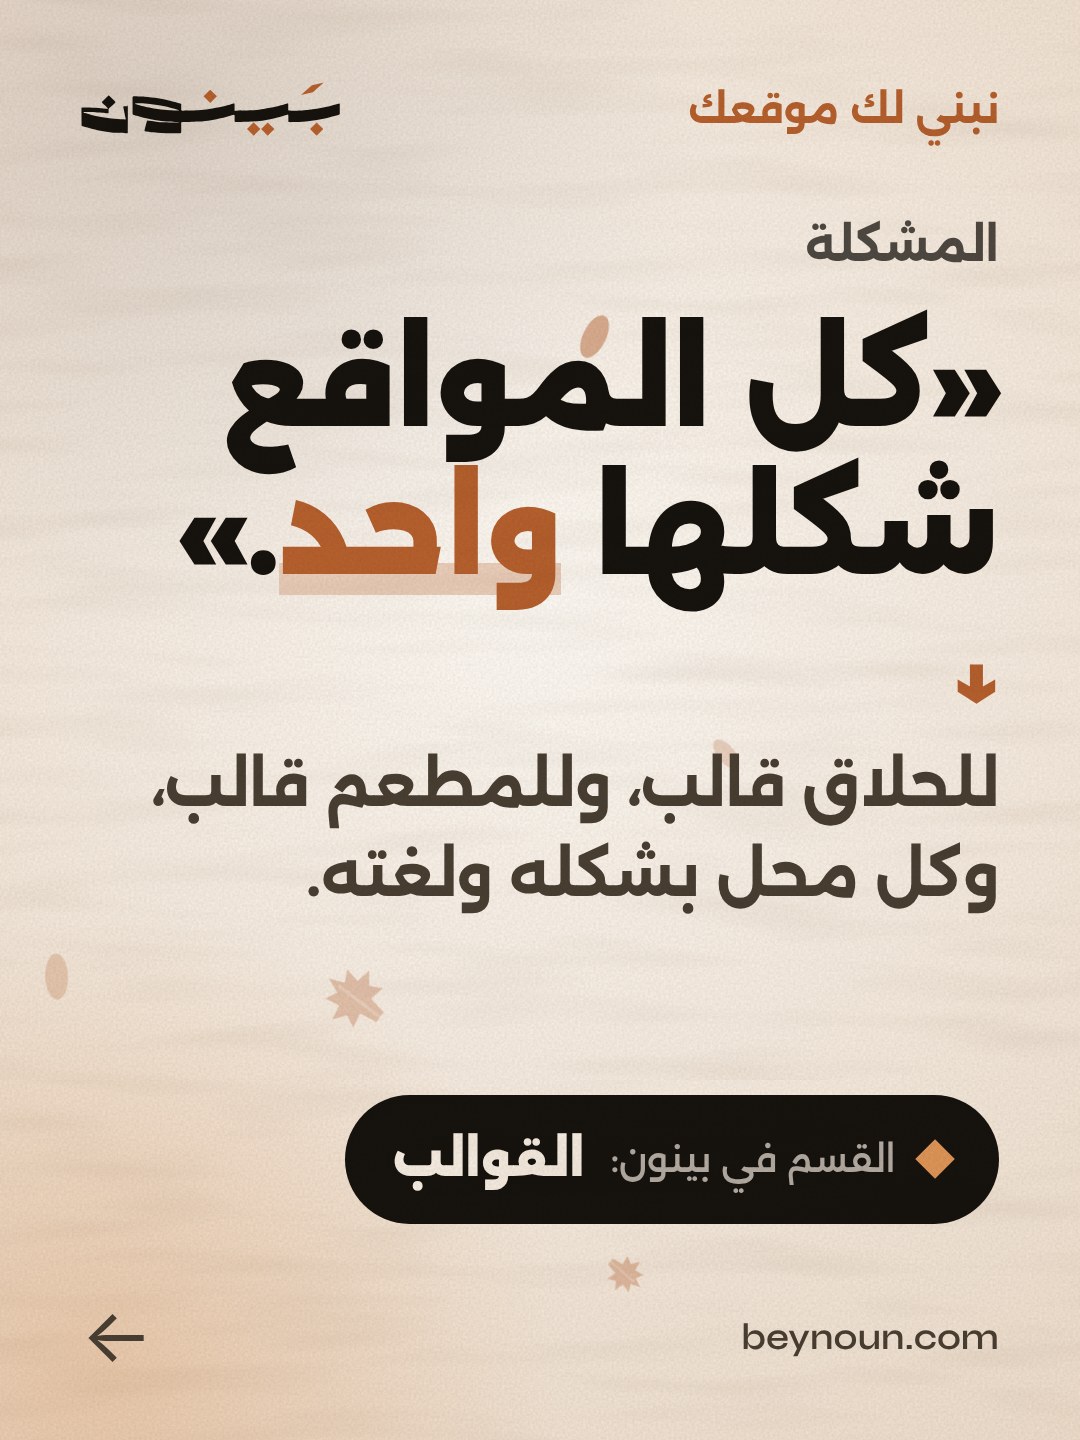 نبني لك موقعك
بَينون
المشكلة
«كل المواقع
شكلها واحد.»
للحلاق قالب، وللمطعم قالب،
وكل محل بشكله ولغته.
القسم في بينون: القوالب
beynoun.com